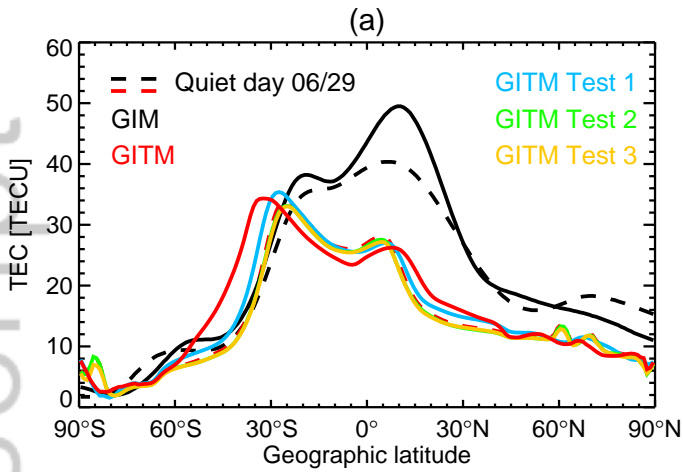 (a)
60
50
40
30
20
10
0
TEC [TECU]
Quiet day 06/29
GIM
GITM
GITM Test 1
GITM Test 2
GITM Test 3
90°S 60°S 30°S 0° 30°N 60°N 90°N
Geographic latitude